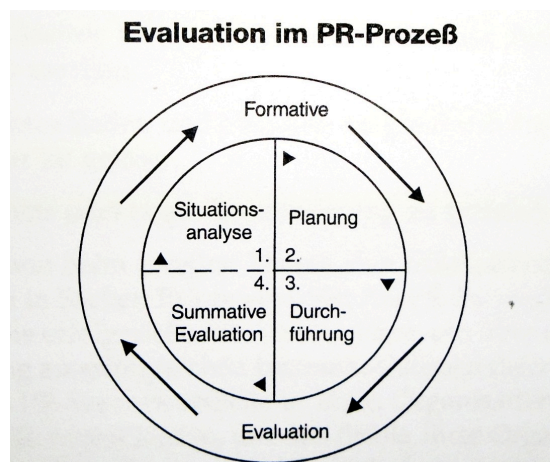 Evaluation im PR-Prozeß
Formative
Situations-
analyse
Planung
1.
2.
4.
3.
Summative
Evaluation
Durch-
führung
Evaluation